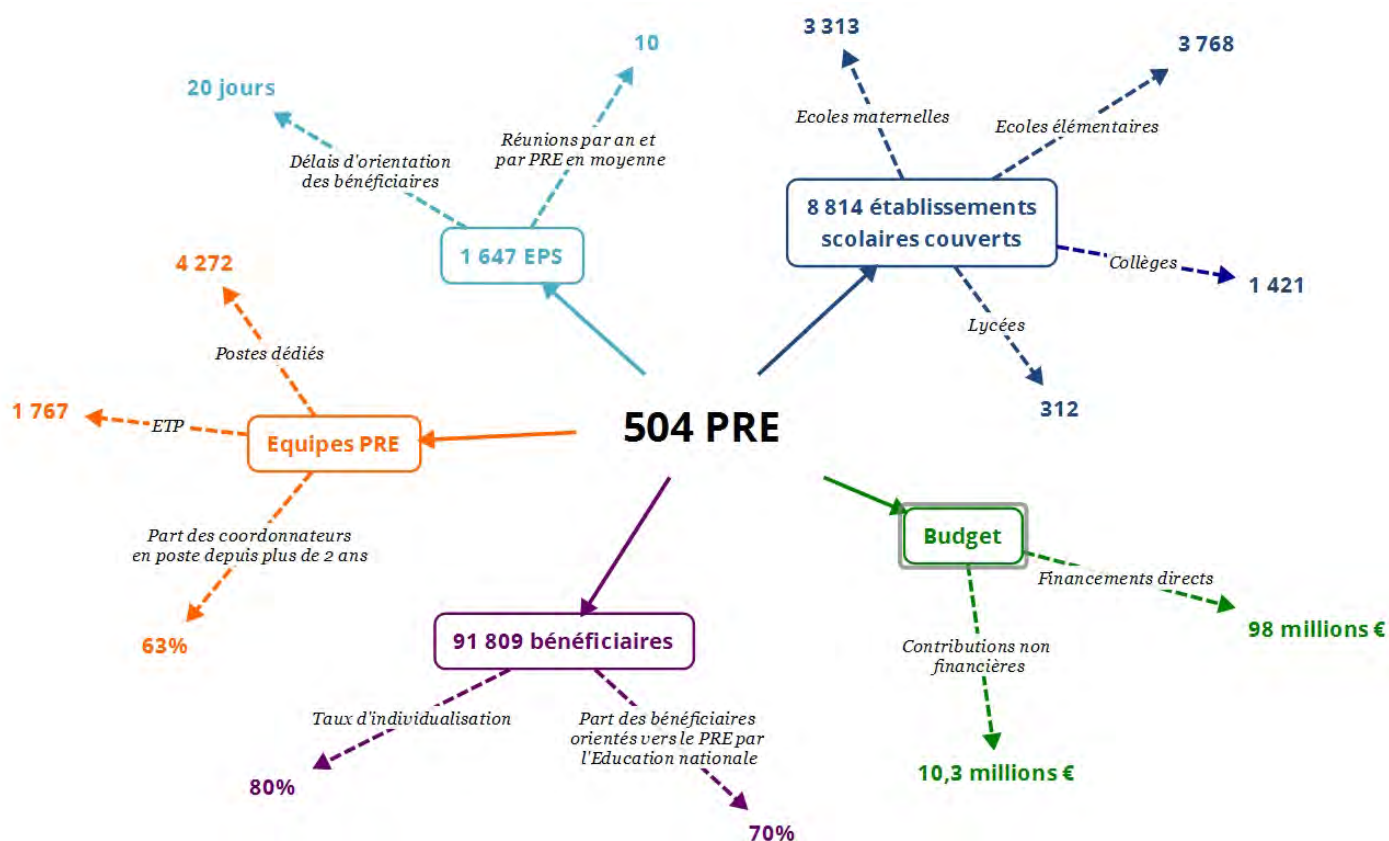 3 313
10
3 768
20 jours
Ecoles maternelles
Ecoles élémentaires
Réunions par an et
par PRE en moyenne
Délais d'orientation
des bénéficiaires
8 814 établissements
scolaires couverts
1 647 EPS
4 272
Collèges
1 421
Lycées
Postes dédiés
312
1 767
ETP
504 PRE
Equipes PRE
Part des coordonnateurs
en poste depuis plus de 2 ans
Budget
Financements directs
63%
91 809 bénéficiaires
98 millions €
Contributions non
financières
Taux d'individualisation
Part des bénéficiaires
orientés vers le PRE par
l'Education nationale
80%
10,3 millions €
70%